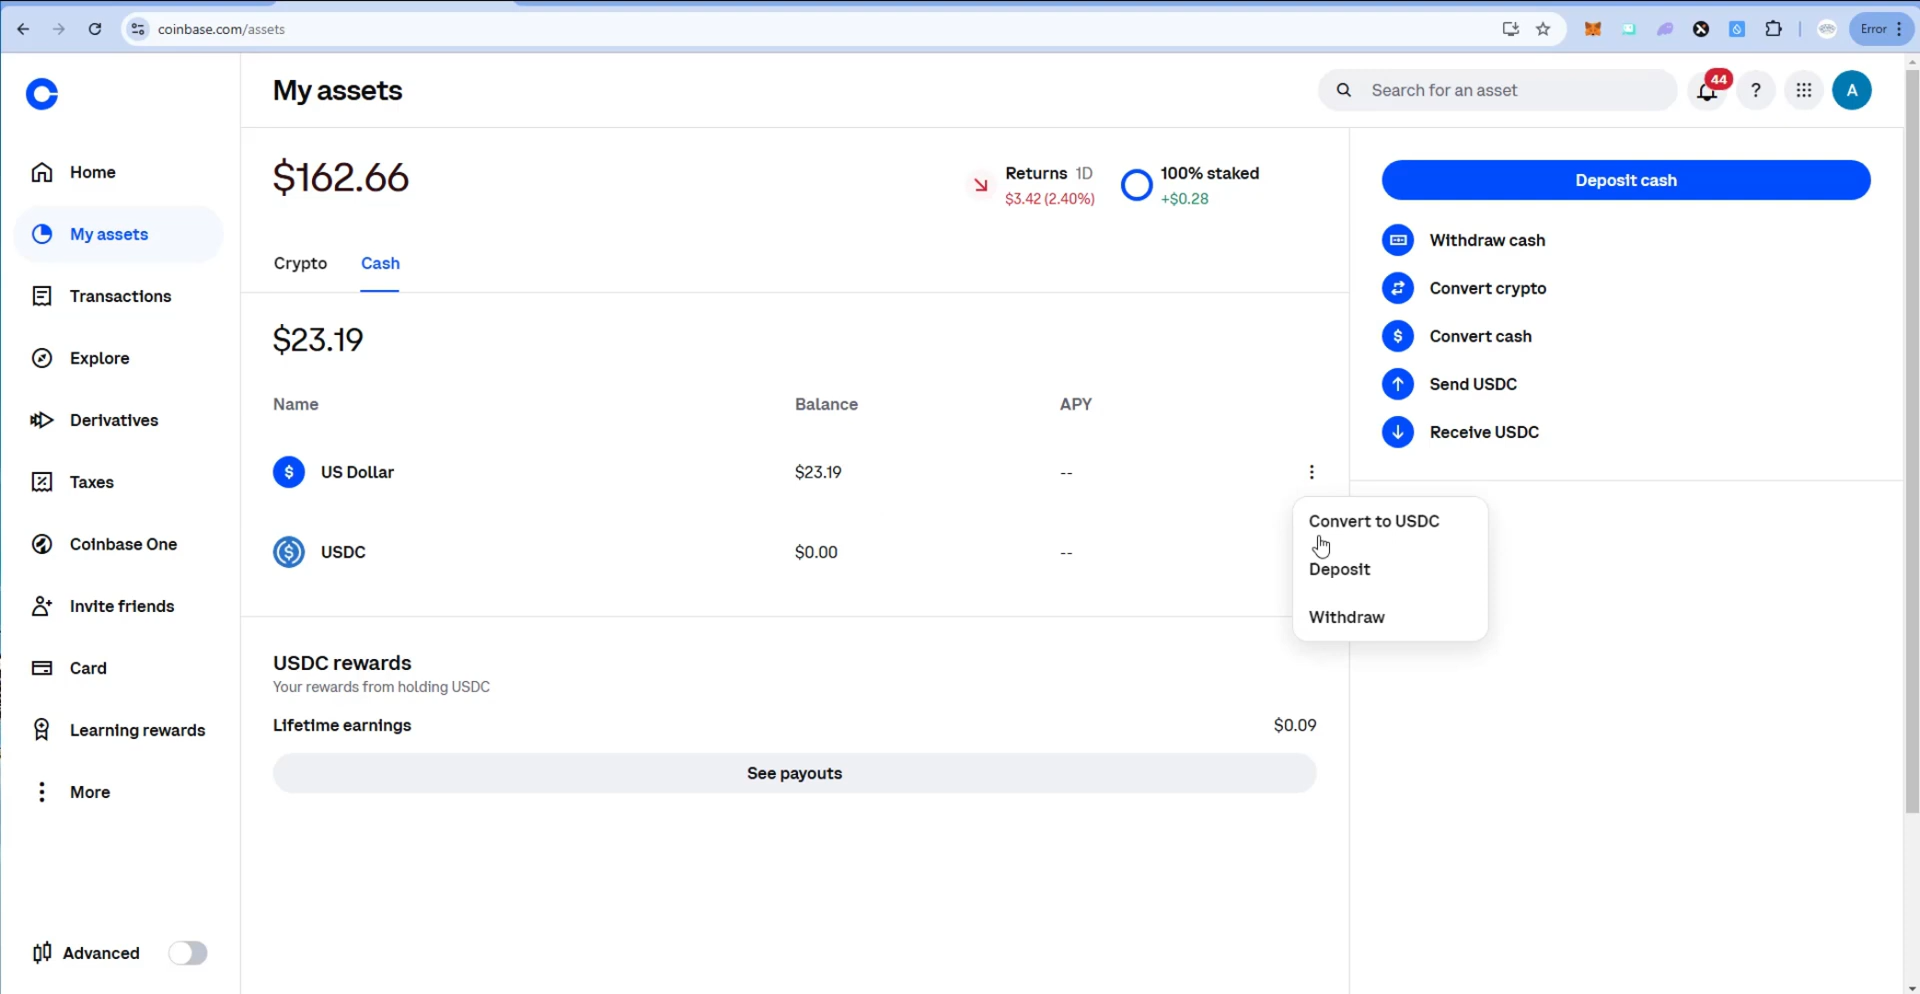 coinbase.com/assets
Error
My assets
Search for an asset
44
?
A
Home
My assets
Transactions
Explore
Derivatives
Taxes
Coinbase One
Invite friends
Card
Learning rewards
More
Advanced
$162.66
Returns 1D
$3.42 (2.40%)
100% staked
+$0.28
Crypto
Cash
$23.19
Name Balance APY
$ US Dollar $23.19 --
$ USDC $0.00 --
Convert to USDC
Deposit
Withdraw
USDC rewards
Your rewards from holding USDC
Lifetime earnings $0.09
See payouts
Deposit cash
Withdraw cash
Convert crypto
$ Convert cash
Send USDC
Receive USDC